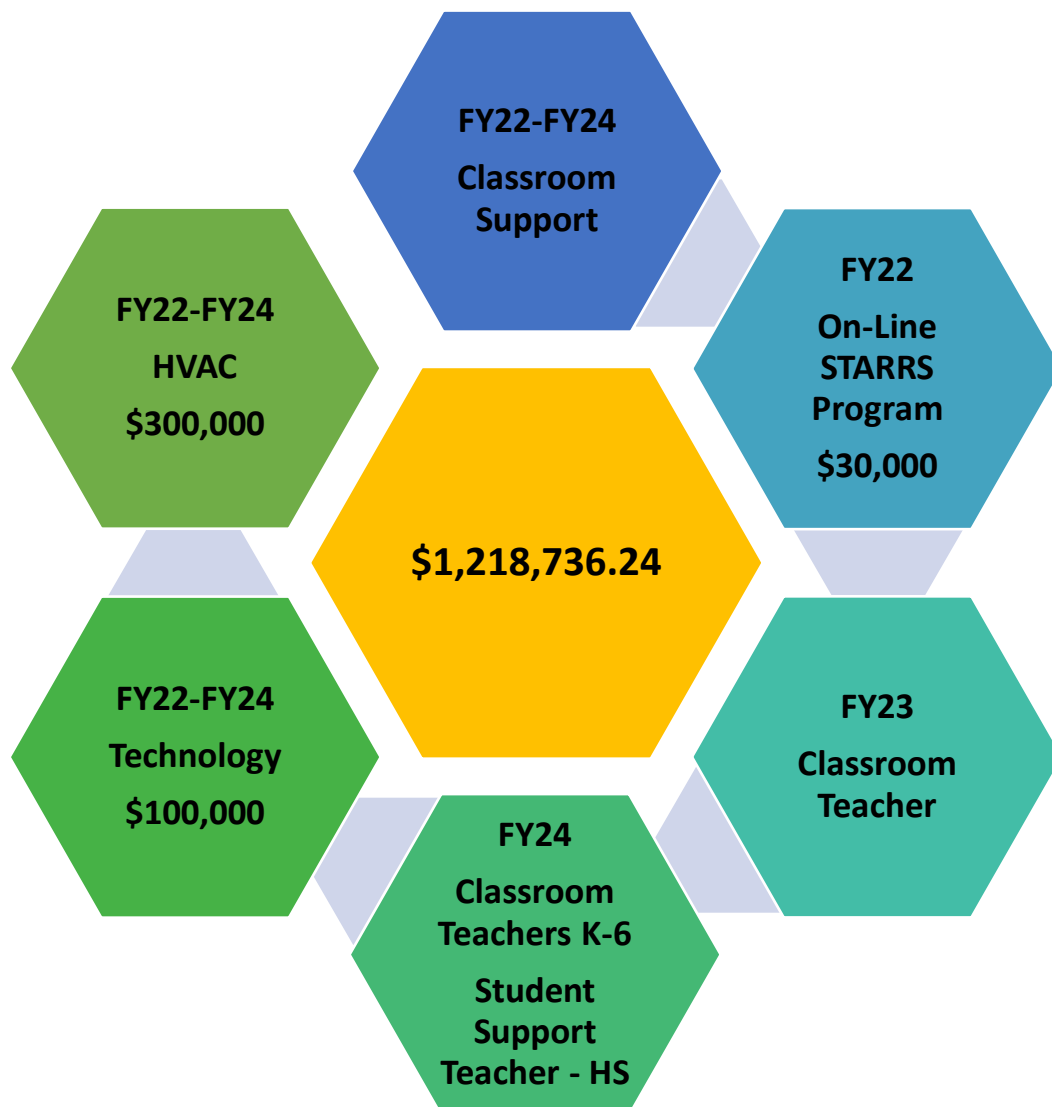 FY22-FY24
Classroom
Support
FY22
On-Line
STARRS
Program
$30,000
FY23
Classroom
Teacher
FY24
Classroom
Teachers K-6
Student
Support
Teacher - HS
FY22-FY24
Technology
$100,000
FY22-FY24
HVAC
$300,000
$1,218,736.24